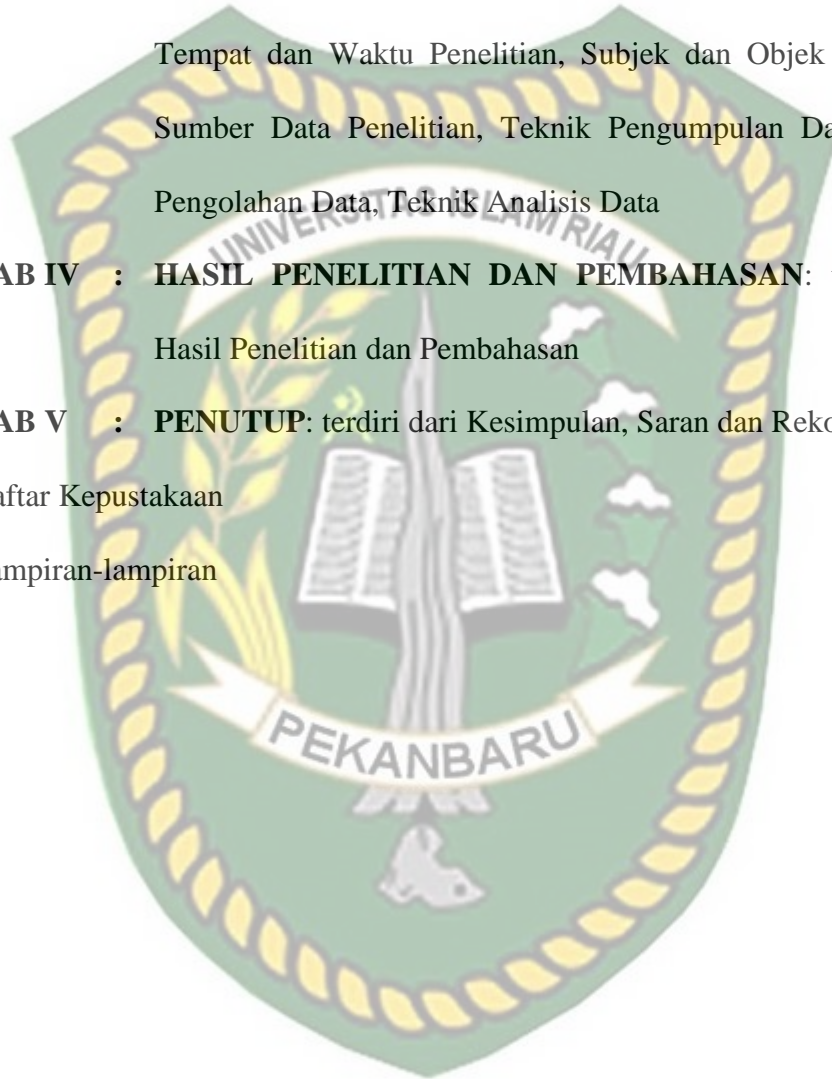 Tempat dan Waktu Penelitian, Subjek dan Objek
Sumber Data Penelitian, Teknik Pengumpulan Da
Pengolahan Data, Teknik Analisis Data
UNIVERSITAS ISLAM RIAU
AB IV : HASIL PENELITIAN DAN PEMBAHASAN:
Hasil Penelitian dan Pembahasan
AB V : PENUTUP: terdiri dari Kesimpulan, Saran dan Reko
aftar Kepustakaan
ampiran-lampiran
PEKANBARU